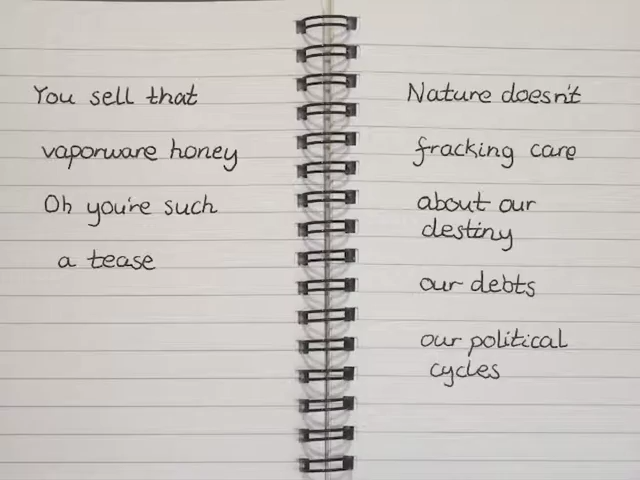 You sell that
vaporware honey
Oh you're such
a tease
Nature doesn't
fracking care
about our
destiny
our debts
our political
cycles